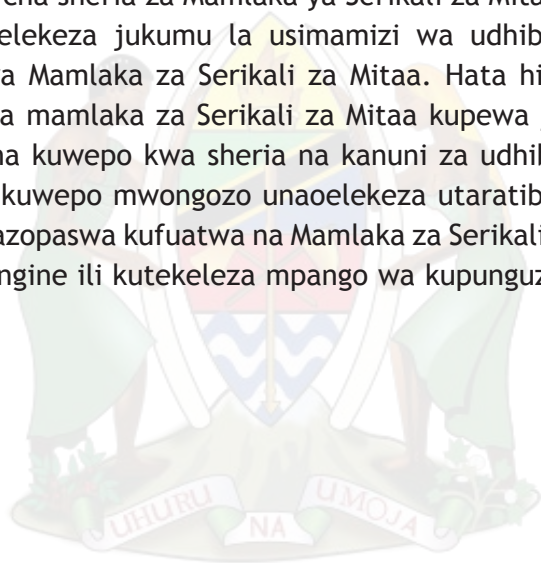 cha sheria za Mamlaka ya Serikali za Mita
elekeza jukumu la usimamizi wa udhib
a Mamlaka za Serikali za Mitaa. Hata hi
a mamlaka za Serikali za Mitaa kupewa
na kuwepo kwa sheria na kanuni za udhib
kuwepo mwongozo unaoelekeza utaratib
azopaswa kufuatwa na Mamlaka za Serikali
ngine ili kutekeleza mpango wa kupunguz
UHURU NA UMOJA